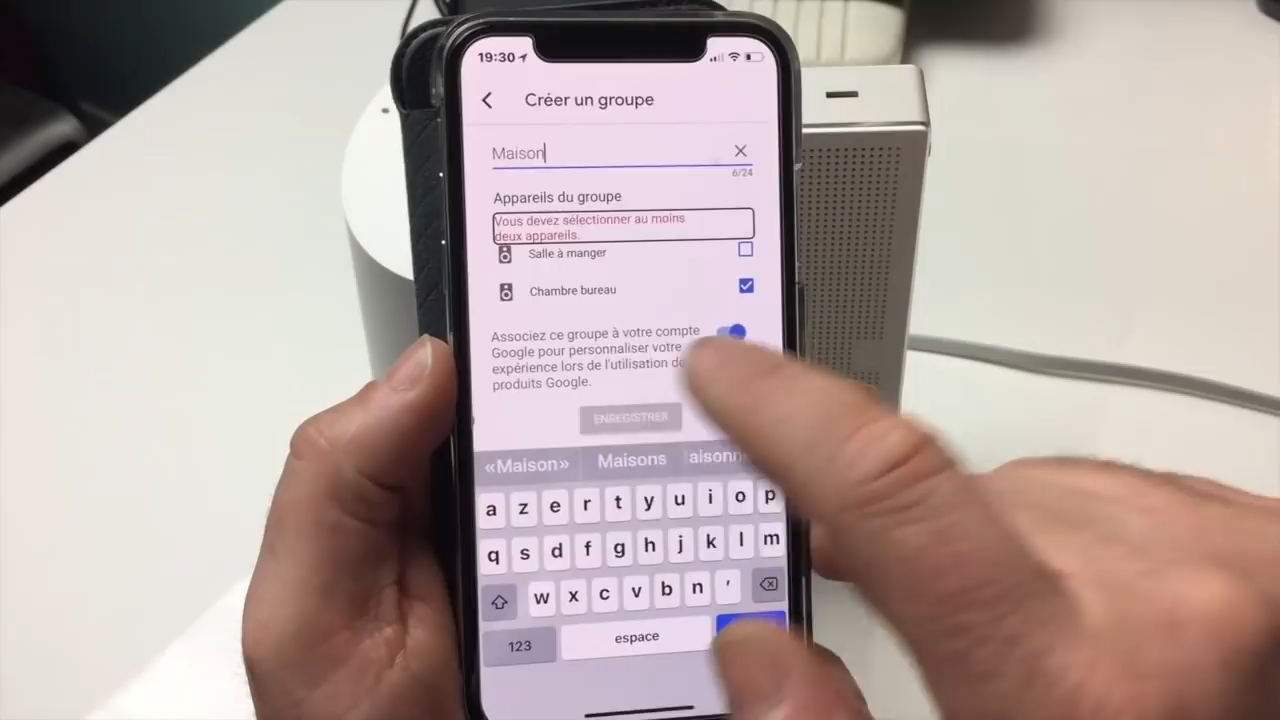 19:30
Créer un groupe
Maison
6/24
Appareils du groupe
Vous devez sélectionner au moins
deux appareils.
Salle à manger
Chambre bureau
Associez ce groupe à votre compte
Google pour personnaliser votre
expérience lors de l'utilisation de
produits Google.
ENREGISTRER
«Maison» Maisons
a z e r t y u i o p
q s d f g h j k l m
w x c v b n '
123 espace